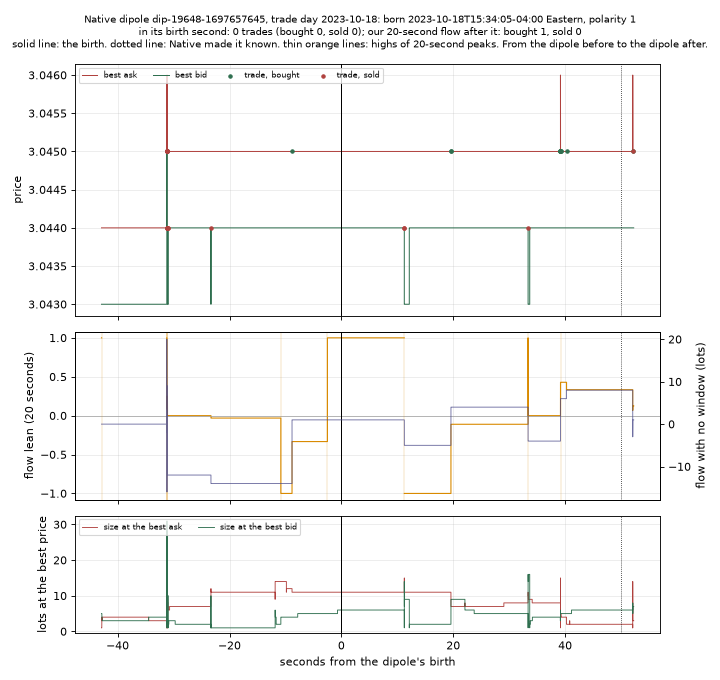 Native dipole dip-19648-1697657645, trade day 2023-10-18: born 2023-10-18T15:34:05-04:00 Eastern, polarity 1
in its birth second: 0 trades (bought 0, sold 0); our 20-second flow after it: bought 1, sold 0
solid line: the birth. dotted line: Native made it known. thin orange lines: highs of 20-second peaks. From the dipole before to the dipole after.
best ask
best bid
trade, bought
trade, sold
3.0460
3.0455
3.0450
3.0445
3.0440
3.0435
3.0430
price
1.0
0.5
0.0
−0.5
−1.0
flow lean (20 seconds)
20
10
0
−10
flow with no window (lots)
size at the best ask
size at the best bid
30
20
10
0
lots at the best price
−40
−20
0
20
40
seconds from the dipole's birth